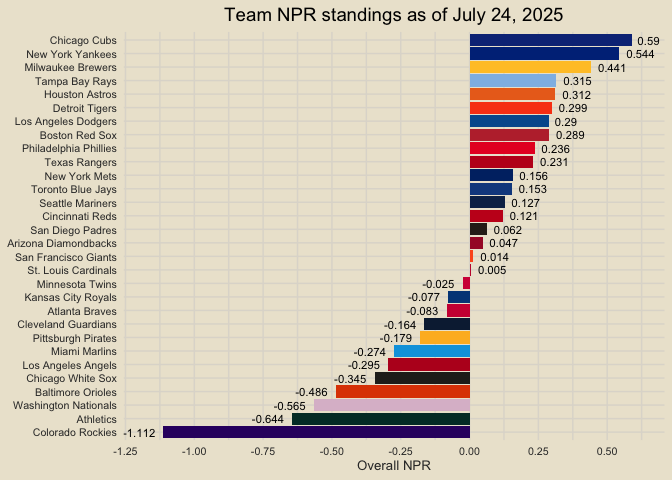 Team NPR standings as of July 24, 2025
Chicago Cubs 0.59
New York Yankees 0.544
Milwaukee Brewers 0.441
Tampa Bay Rays 0.315
Houston Astros 0.312
Detroit Tigers 0.299
Los Angeles Dodgers 0.29
Boston Red Sox 0.289
Philadelphia Phillies 0.236
Texas Rangers 0.231
New York Mets 0.156
Toronto Blue Jays 0.153
Seattle Mariners 0.127
Cincinnati Reds 0.121
San Diego Padres 0.062
Arizona Diamondbacks 0.047
San Francisco Giants 0.014
St. Louis Cardinals 0.005
Minnesota Twins -0.025
Kansas City Royals -0.077
Atlanta Braves -0.083
Cleveland Guardians -0.164
Pittsburgh Pirates -0.179
Miami Marlins -0.274
Los Angeles Angels -0.295
Chicago White Sox -0.345
Baltimore Orioles -0.486
Washington Nationals -0.565
Athletics -0.644
Colorado Rockies -1.112
-1.25 -1.00 -0.75 -0.50 -0.25 0.00 0.25 0.50
Overall NPR